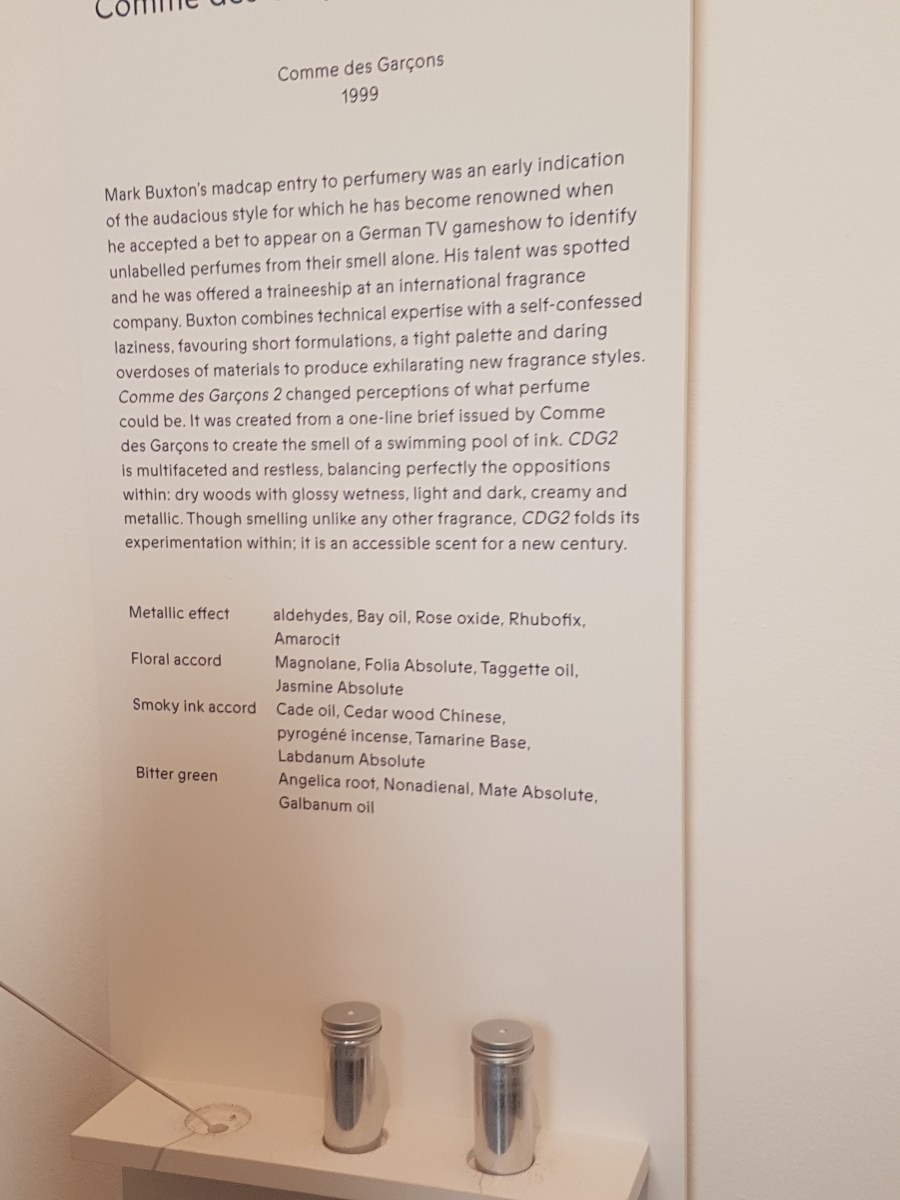 Comme
Comme des Garçons
1999
Mark Buxton's madcap entry to perfumery was an early indication
of the audacious style for which he has become renowned when
he accepted a bet to appear on a German TV gameshow to identify
unlabelled perfumes from their smell alone. His talent was spotted
and he was offered a traineeship at an international fragrance
company. Buxton combines technical expertise with a self-confessed
laziness, favouring short formulations, a tight palette and daring
overdoses of materials to produce exhilarating new fragrance styles.
Comme des Garçons 2 changed perceptions of what perfume
could be. It was created from a one-line brief issued by Comme
des Garçons to create the smell of a swimming pool of ink. CDG2
is multifaceted and restless, balancing perfectly the oppositions
within: dry woods with glossy wetness, light and dark, creamy and
metallic. Though smelling unlike any other fragrance, CDG2 folds its
experimentation within; it is an accessible scent for a new century.
Metallic effect aldehydes, Bay oil, Rose oxide, Rhubofix,
Amarocit
Floral accord Magnolane, Folia Absolute, Taggette oil,
Jasmine Absolute
Smoky ink accord Cade oil, Cedar wood Chinese,
pyrogéné incense, Tamarine Base,
Labdanum Absolute
Bitter green Angelica root, Nonadienal, Mate Absolute,
Galbanum oil